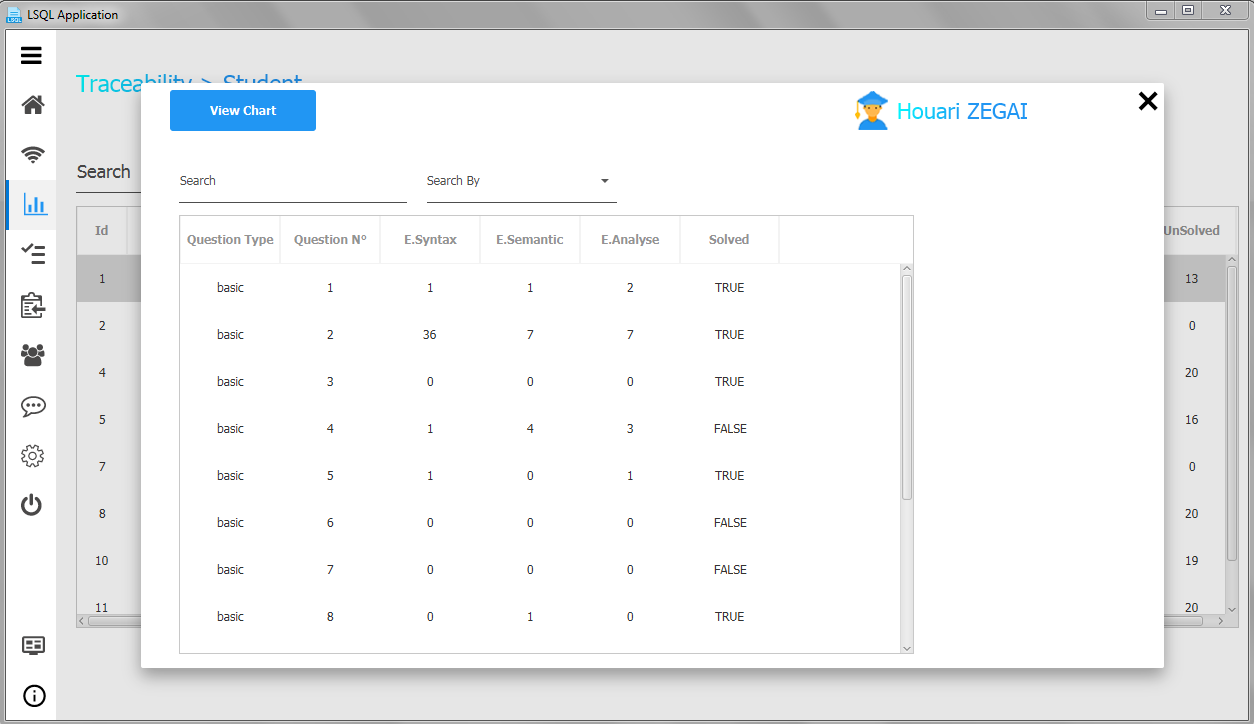 LSQL Application
Traceability > Student
View Chart
Houari ZEGAI
Search
Search
Search By
Id
Question Type Question N° E.Syntax E.Semantic E.Analyse Solved
UnSolved
1 basic 1 1 1 2 TRUE 13
2 basic 2 36 7 7 TRUE 0
4 basic 3 0 0 0 TRUE 20
5 basic 4 1 4 3 FALSE 16
7 basic 5 1 0 1 TRUE 0
8 basic 6 0 0 0 FALSE 20
10 basic 7 0 0 0 FALSE 19
11 basic 8 0 1 0 TRUE 20